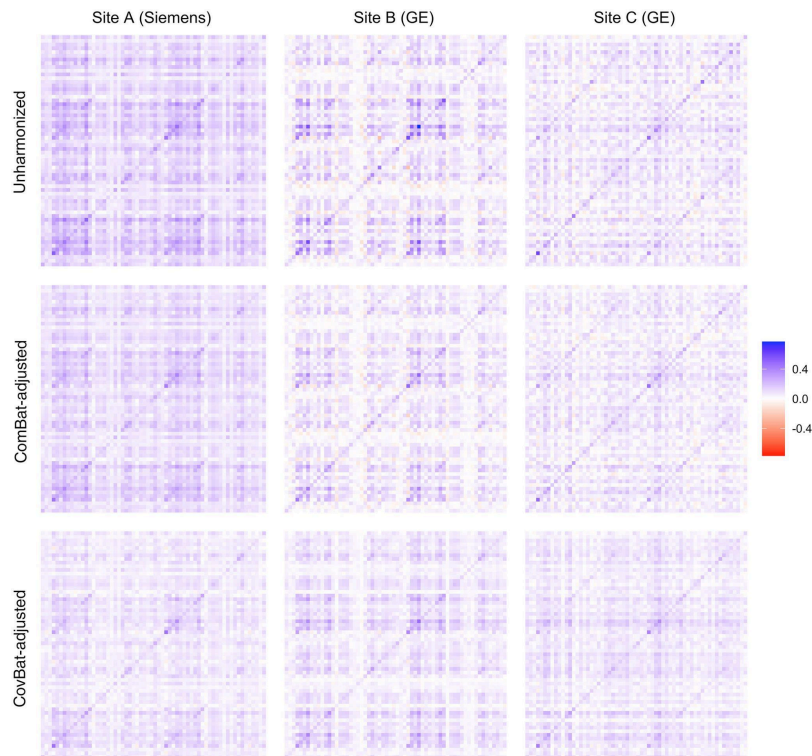 Site A (Siemens) Site B (GE) Site C (GE)
Unharmonized
ComBat-adjusted
0.4
0.0
-0.4
CovBat-adjusted